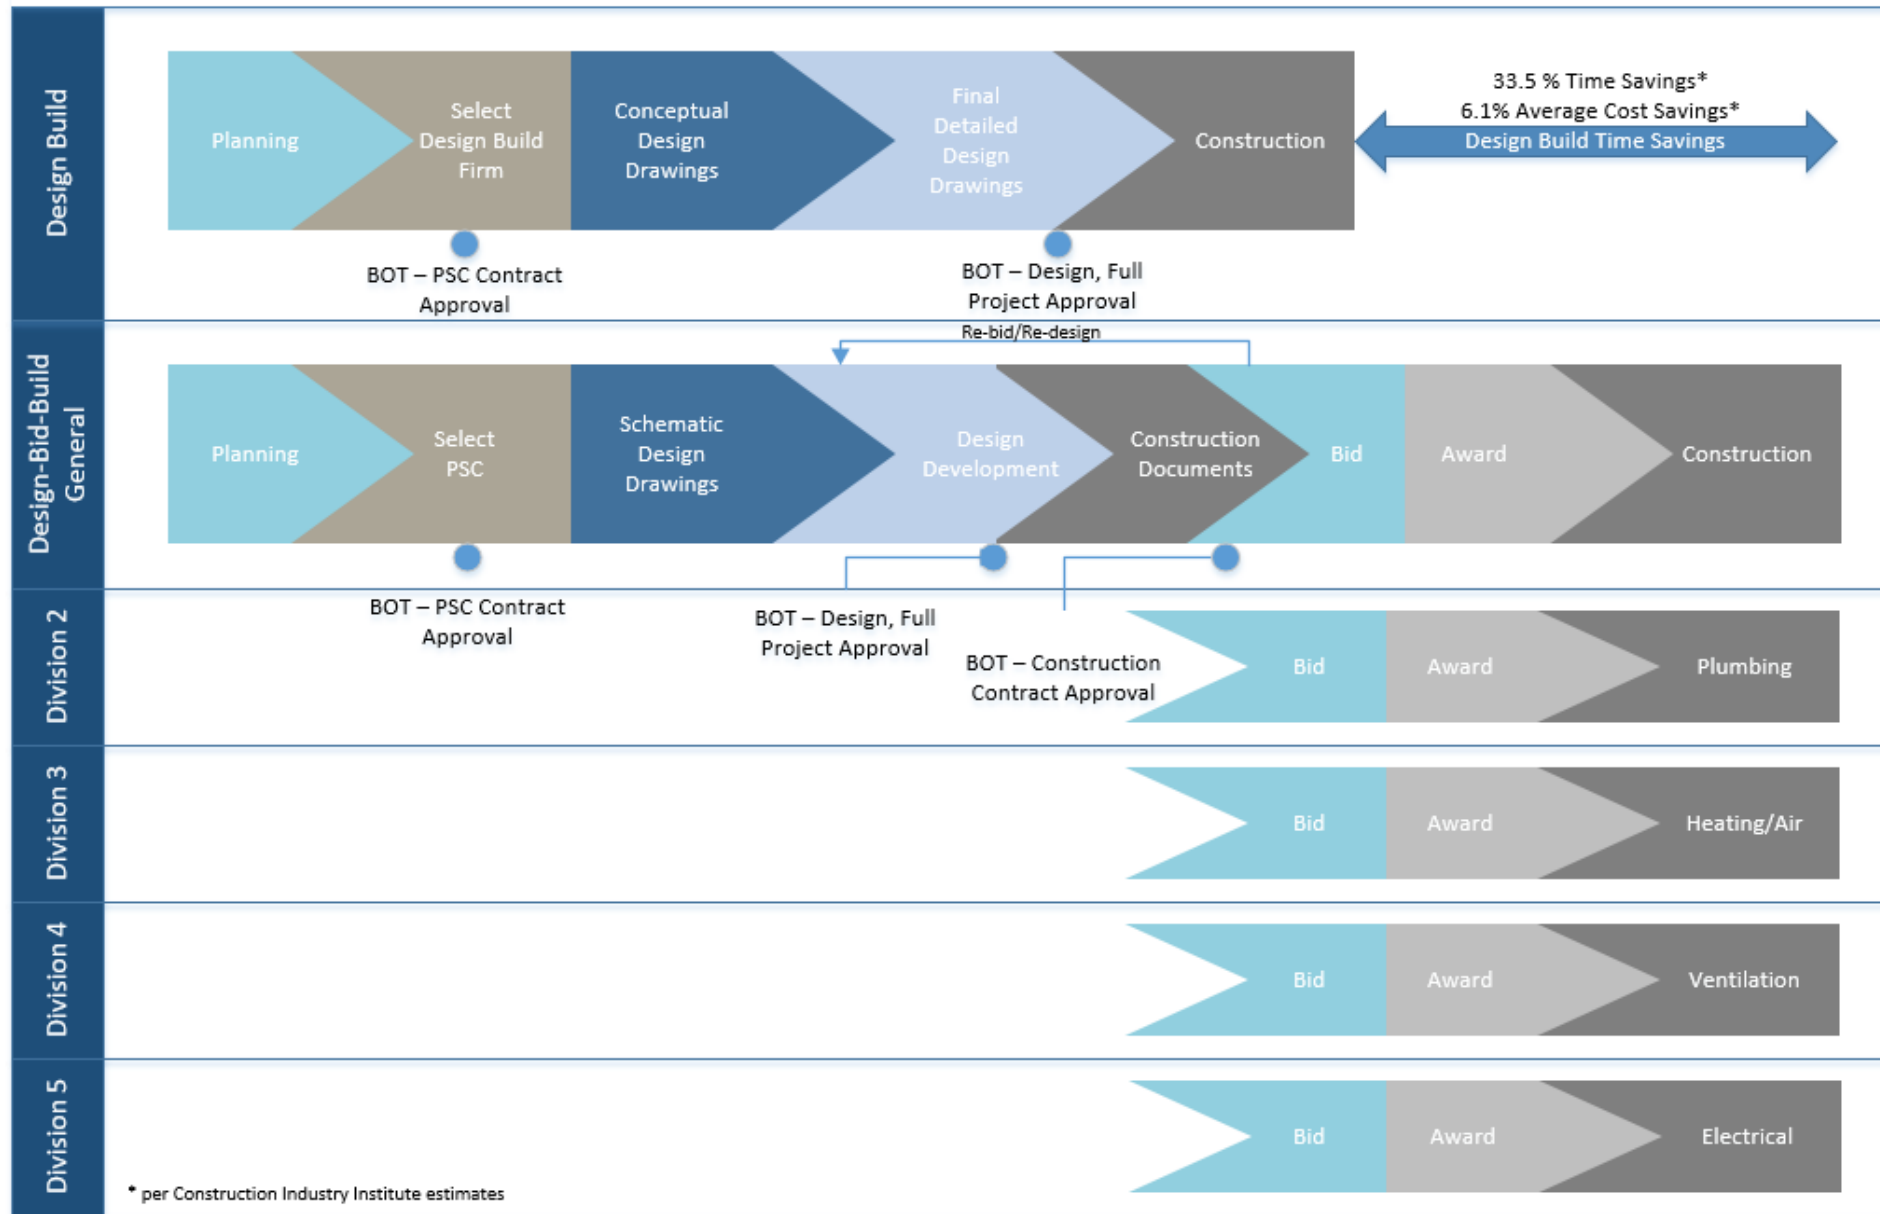 Design Build
Planning
Select
Design Build
Firm
Conceptual
Design
Drawings
Final
Detailed
Design
Drawings
Construction
33.5 % Time Savings*
6.1% Average Cost Savings*
Design Build Time Savings
BOT – PSC Contract
Approval
BOT – Design, Full
Project Approval
Design-Bid-Build
General
Re-bid/Re-design
Planning
Select
PSC
Schematic
Design
Drawings
Design
Development
Construction
Documents
Bid
Award
Construction
BOT – PSC Contract
Approval
BOT – Design, Full
Project Approval
BOT – Construction
Contract Approval
Division 2
Bid
Award
Plumbing
Division 3
Bid
Award
Heating/Air
Division 4
Bid
Award
Ventilation
Division 5
Bid
Award
Electrical
* per Construction Industry Institute estimates